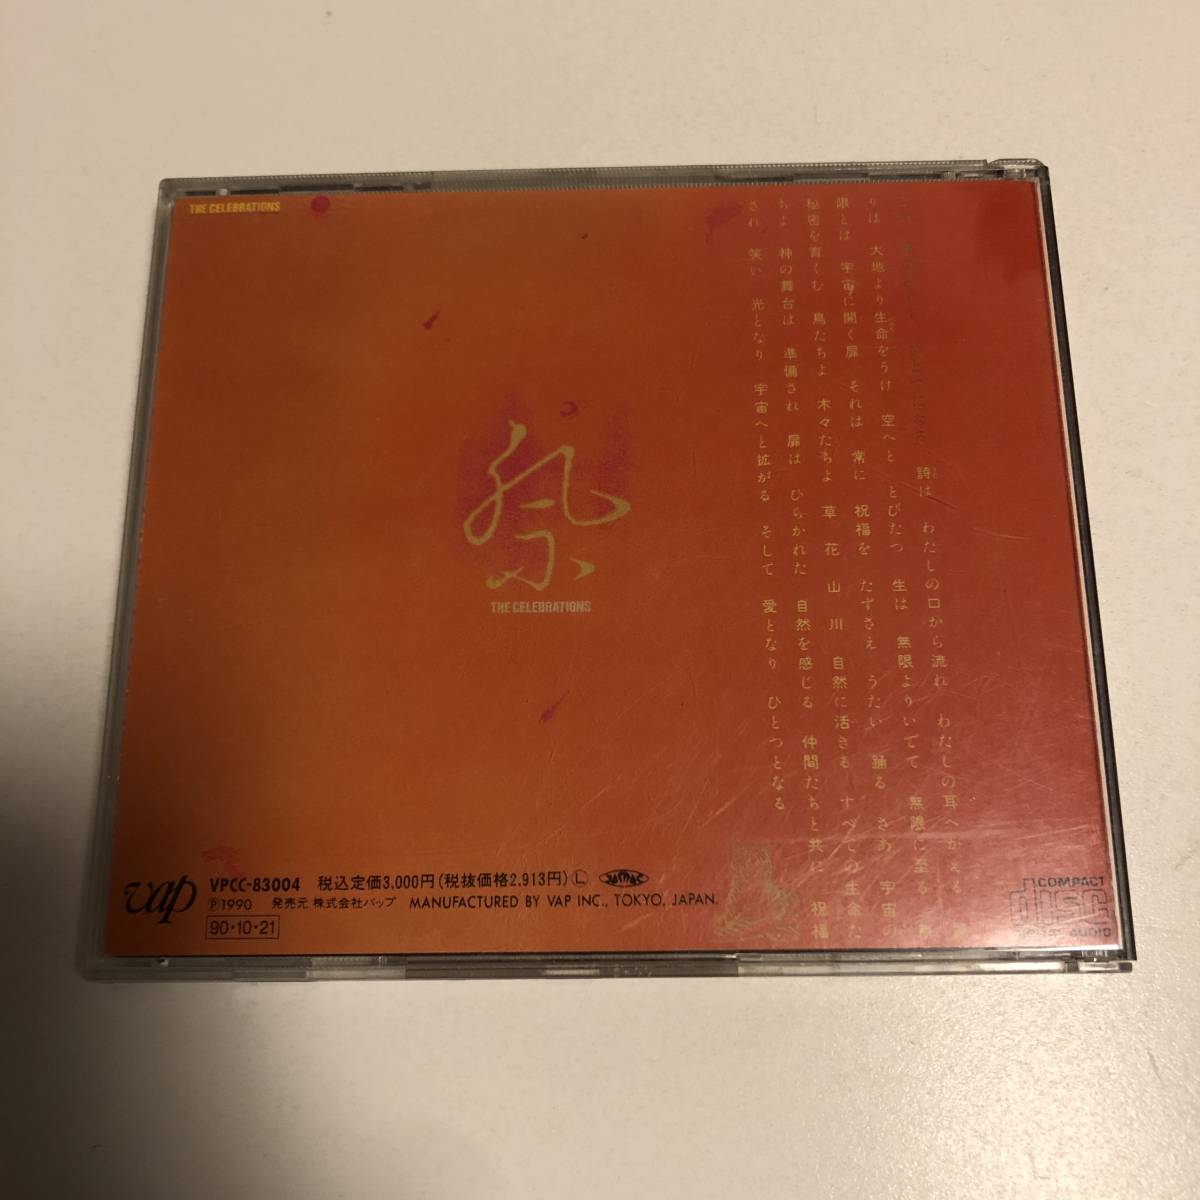 THE CELEBRATIONS
詩は わたしの口から流れ わたしの耳へ かえる
りは 大地より生命をうけ 空へと とびたつ 生は 無限よりいてて 無限に至る
限とは 宇宙に開く扉 それは 常に 祝福を たずさえ うたい 踊る さあ 宇宙の
秘密を育くむ 鳥たちよ 木々たちよ 草 花 山 川 自然に活きる すべての生命た
ちよ 神の舞台は 準備され 扉は ひらかれた 自然を感じる 仲間たちと共に 祝福
され 笑い 光となり 宇宙へと拡がる そして 愛となり ひとつとなる
祭
THE CELEBRATIONS
vap
VPCC-83004 税込定価3,000円(税抜価格2,913円) Ⓛ JASRAC
Ⓟ1990 発売元 株式会社バップ MANUFACTURED BY VAP INC., TOKYO, JAPAN.
90・10・21
COMPACT
disc
AUDIO